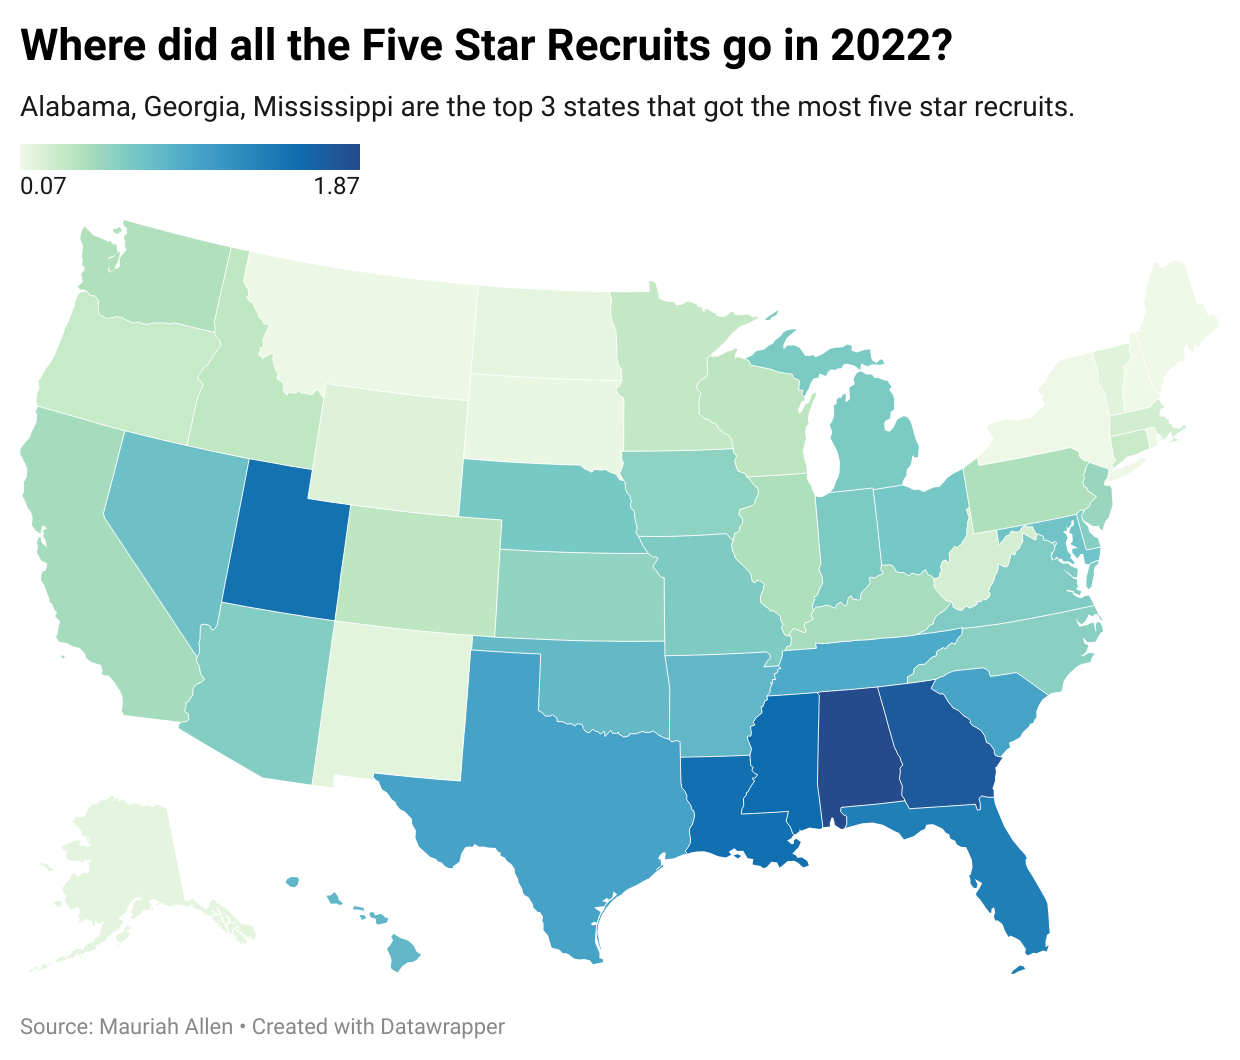 Where did all the Five Star Recruits go in 2022?
Alabama, Georgia, Mississippi are the top 3 states that got the most five star recruits.
0.07 1.87
Source: Mauriah Allen • Created with Datawrapper